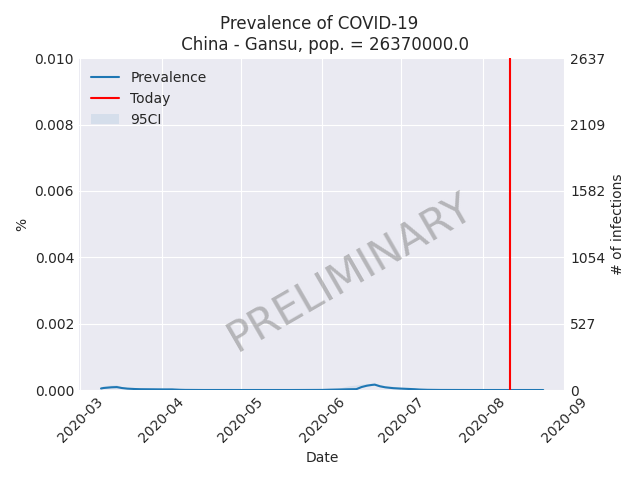 Prevalence of COVID-19
China - Gansu, pop. = 26370000.0
0.010
0.008
0.006
0.004
0.002
0.000
%
Prevalence
Today
95CI
PRELIMINARY
2637
2109
1582
1054
527
0
# of infections
2020-03
2020-04
2020-05
2020-06
2020-07
2020-08
2020-09
Date